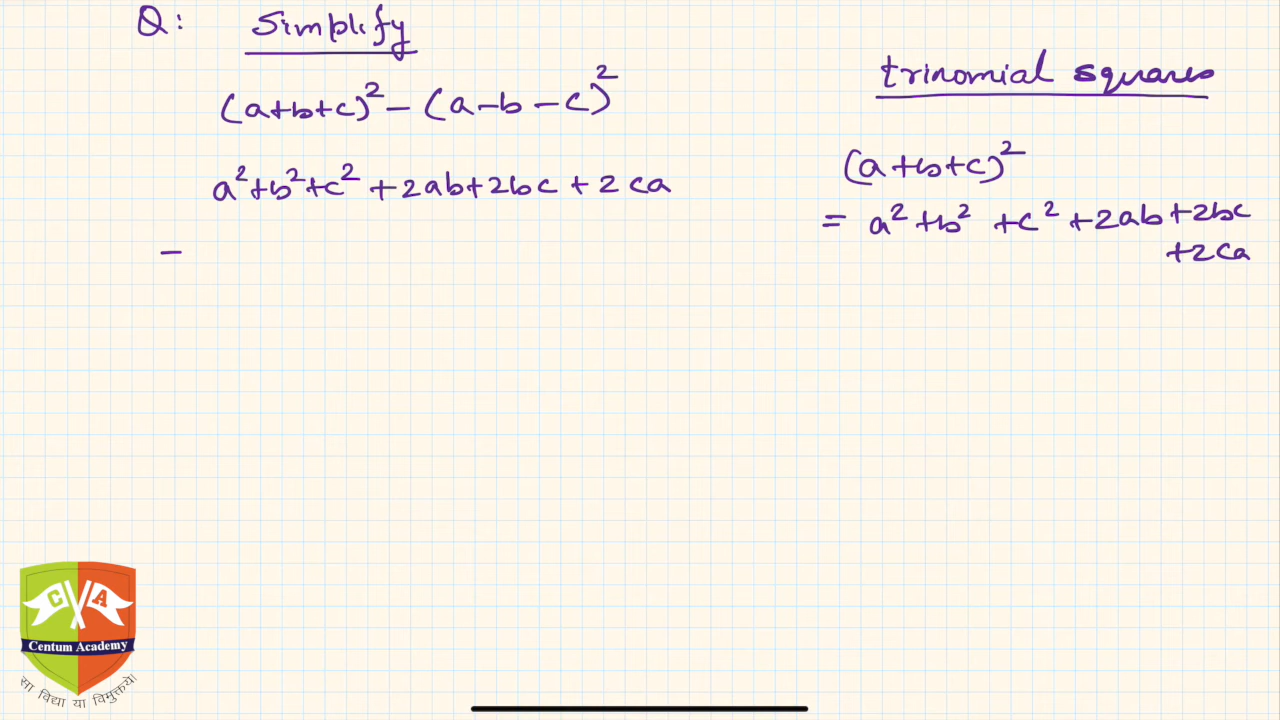 Q: Simplify
(a+b+c)² - (a-b-c)²
a²+b²+c² +2ab+2bc+2ca
-
trinomial squares
(a+b+c)²
= a²+b² +c² +2ab+2bc
+2ca
C A
Centum Academy
सा विद्या या विमुक्तये